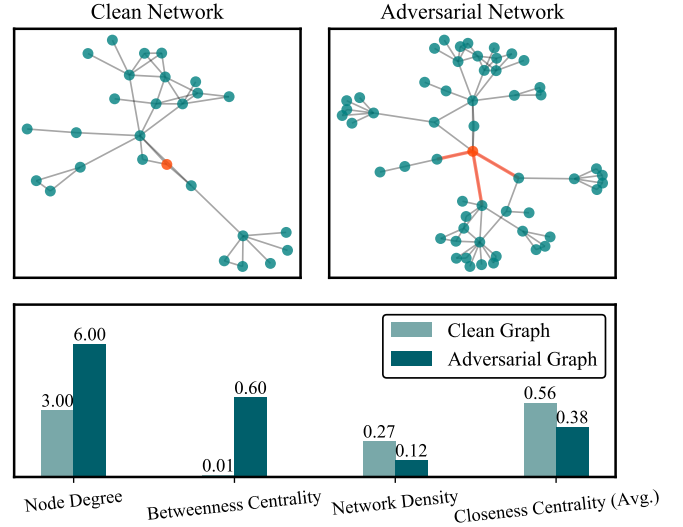 Clean Network
Adversarial Network
Clean Graph
Adversarial Graph
3.00
6.00
0.01
0.60
0.27
0.12
0.56
0.38
Node Degree
Betweenness Centrality
Network Density
Closeness Centrality (Avg.)